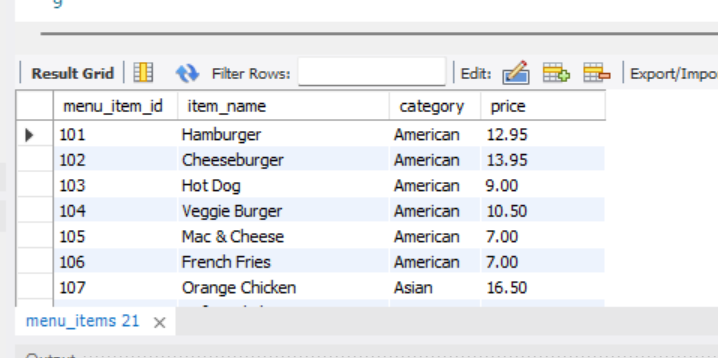 Result Grid Filter Rows: Edit: Export/Impo
menu_item_id item_name category price
101 Hamburger American 12.95
102 Cheeseburger American 13.95
103 Hot Dog American 9.00
104 Veggie Burger American 10.50
105 Mac & Cheese American 7.00
106 French Fries American 7.00
107 Orange Chicken Asian 16.50
menu_items 21 ×
Output